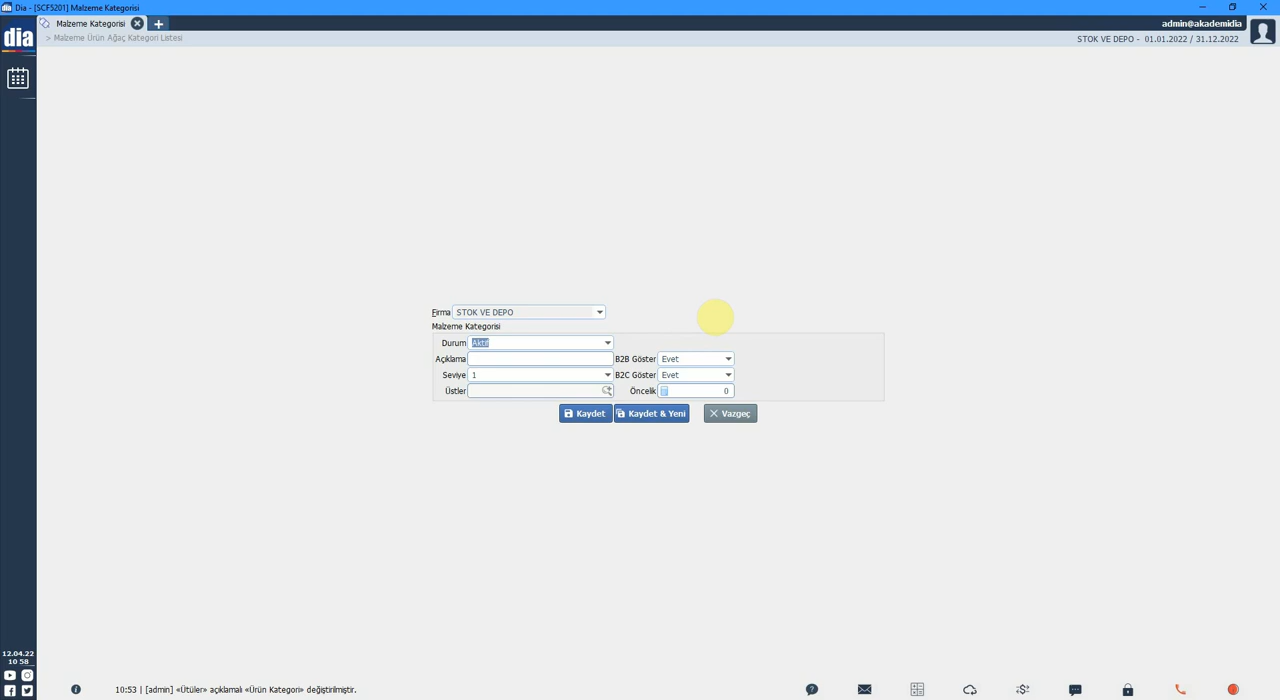 Dia - [SCF5201] Malzeme Kategorisi
dia
Malzeme Kategorisi
admin@akademidia
> Malzeme Ürün Ağaç Kategori Listesi
STOK VE DEPO - 01.01.2022 / 31.12.2022
Firma STOK VE DEPO
Malzeme Kategorisi
Durum Aktif
Açıklama B2B Göster Evet
Seviye 1 B2C Göster Evet
Üstler Öncelik 0
Kaydet Kaydet & Yeni Vazgeç
12.04.22
10 58
10:53 | [admin] «Ütüler» açıklamalı «Ürün Kategori» değiştirilmiştir.